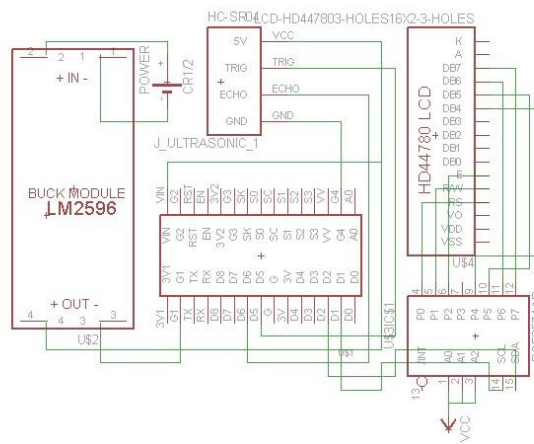 HC-SR04
LCD-HD447803-HOLES16X2-3-HOLES
2 2 1 1
+ IN -
POWER
+
-
CR1/2
5V
TRIG
ECHO
GND
VCC
TRIG
ECHO
GND
J_ULTRASONIC_1
K
A
DB7
DB6
DB5
DB4
DB3
DB2
DB1
DB0
E
R/W
RS
VO
VDD
VSS
HD44780 LCD
U$4
BUCK MODULE
LM2596
+ OUT -
4 4 3 3
U$2
VIN G2 RST EN 3V2 G3 SK S0 SC S1 S2 S3 VV G4 A0
VIN G2 RST EN 3V2 G3 SK S0 SC S1 S2 S3 VV G4 A0
3V1 G1 TX RX D8 D7 D6 D5 G 3V D4 D3 D2 D1 D0
3V1 G1 TX RX D8 D7 D6 D5 G 3V D4 D3 D2 D1 D0
U$1
U$3IC$1
4 5 6 7 9 10 11 12
P0 P1 P2 P3 P4 P5 P6 P7
/INT A0 A1 A2 SCL SDA
13 1 2 3 14 15
VCC